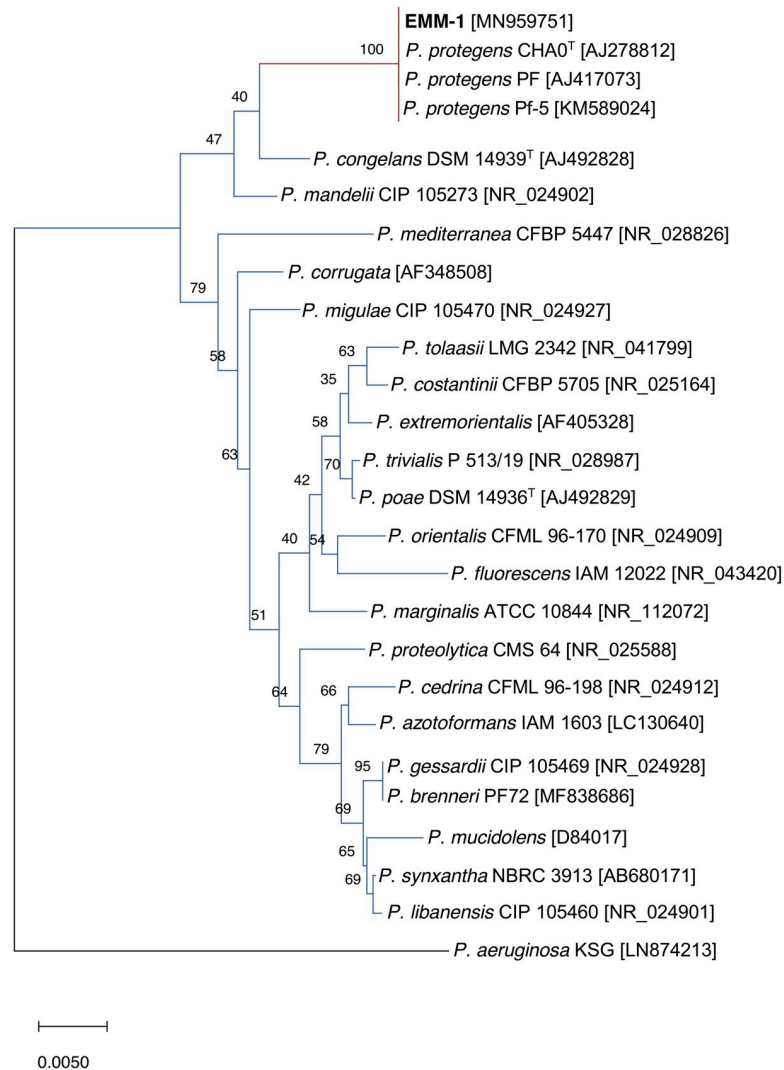 EMM-1 [MN959751]
100
P. protegens CHA0ᵀ [AJ278812]
P. protegens PF [AJ417073]
40
P. protegens Pf-5 [KM589024]
47
P. congelans DSM 14939ᵀ [AJ492828]
P. mandelii CIP 105273 [NR_024902]
P. mediterranea CFBP 5447 [NR_028826]
P. corrugata [AF348508]
79
P. migulae CIP 105470 [NR_024927]
P. tolaasii LMG 2342 [NR_041799]
63
58
35
P. costantinii CFBP 5705 [NR_025164]
P. extremorientalis [AF405328]
58
63
P. trivialis P 513/19 [NR_028987]
70
42
P. poae DSM 14936ᵀ [AJ492829]
P. orientalis CFML 96-170 [NR_024909]
40
54
P. fluorescens IAM 12022 [NR_043420]
P. marginalis ATCC 10844 [NR_112072]
51
P. proteolytica CMS 64 [NR_025588]
P. cedrina CFML 96-198 [NR_024912]
64
66
P. azotoformans IAM 1603 [LC130640]
79
95
P. gessardii CIP 105469 [NR_024928]
P. brenneri PF72 [MF838686]
69
P. mucidolens [D84017]
65
P. synxantha NBRC 3913 [AB680171]
69
P. libanensis CIP 105460 [NR_024901]
P. aeruginosa KSG [LN874213]
0.0050